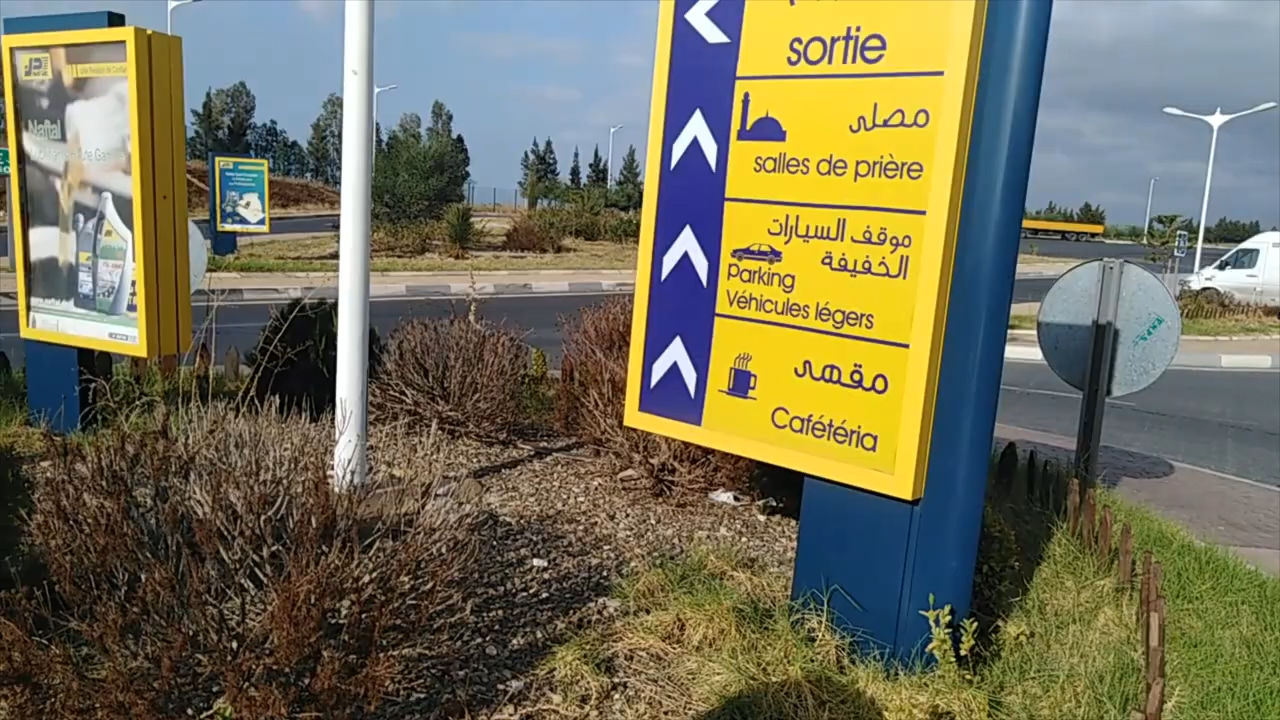 Naftal
sortie
مصلى
salles de prière
موقف السيارات
الخفيفة
parking
Véhicules légers
مقهى
Cafétéria